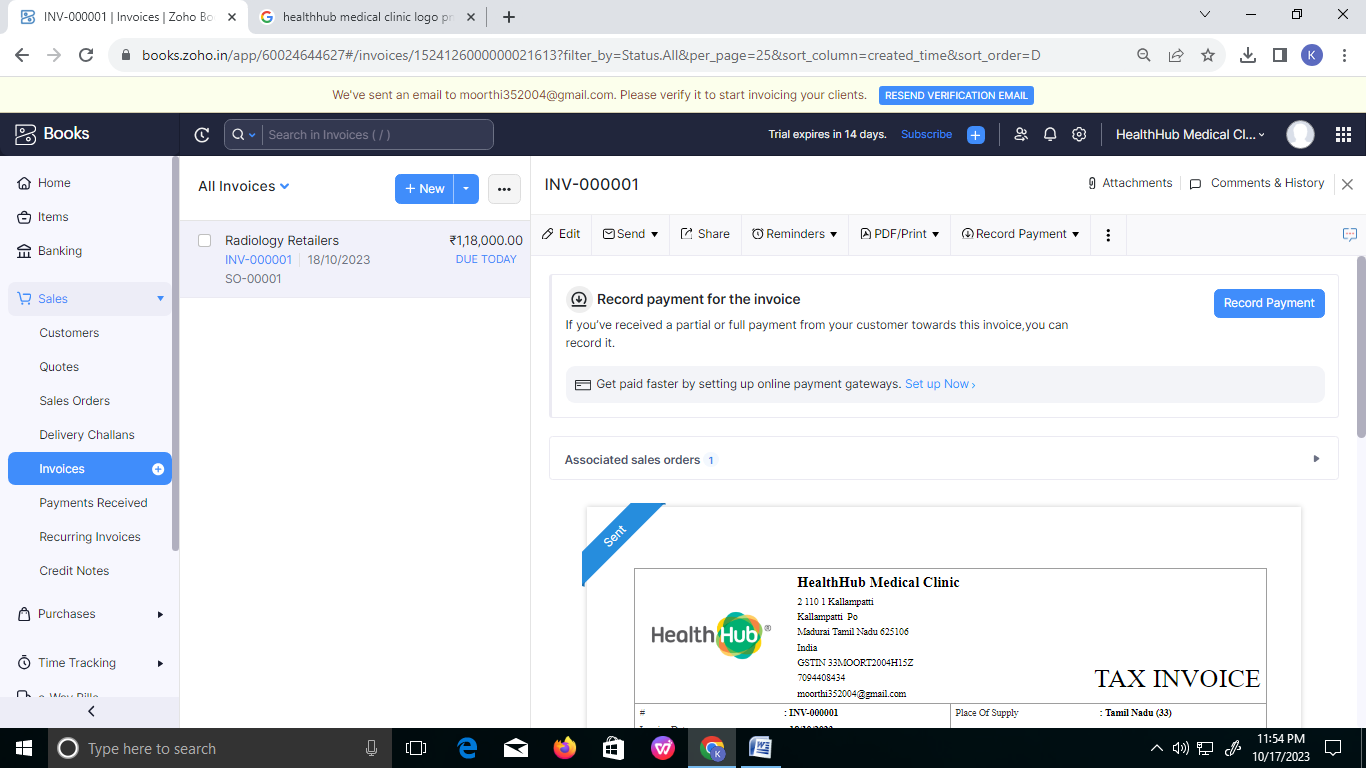 INV-000001 | Invoices | Zoho Bo
healthhub medical clinic logo pn
books.zoho.in/app/60024644627#/invoices/1524126000000021613?filter_by=Status.All&per_page=25&sort_column=created_time&sort_order=D
K
We've sent an email to moorthi352004@gmail.com. Please verify it to start invoicing your clients. RESEND VERIFICATION EMAIL
Books
Search in Invoices ( / )
Trial expires in 14 days. Subscribe
HealthHub Medical Cl...
Home
Items
Banking
Sales
Customers
Quotes
Sales Orders
Delivery Challans
Invoices
Payments Received
Recurring Invoices
Credit Notes
Purchases
Time Tracking
e-Way Bills
All Invoices
+ New
Radiology Retailers ₹1,18,000.00
INV-000001 18/10/2023 DUE TODAY
SO-00001
INV-000001
Attachments Comments & History
Edit Send Share Reminders PDF/Print Record Payment
Record payment for the invoice
If you've received a partial or full payment from your customer towards this invoice,you can
record it.
Record Payment
Get paid faster by setting up online payment gateways. Set up Now ›
Associated sales orders 1
Sent
HealthHub®
HealthHub Medical Clinic
2 110 1 Kallampatti
Kallampatti Po
Madurai Tamil Nadu 625106
India
GSTIN 33MOORT2004H15Z
7094408434
moorthi352004@gmail.com
TAX INVOICE
# : INV-000001 Place Of Supply : Tamil Nadu (33)
Type here to search
K
11:54 PM
10/17/2023